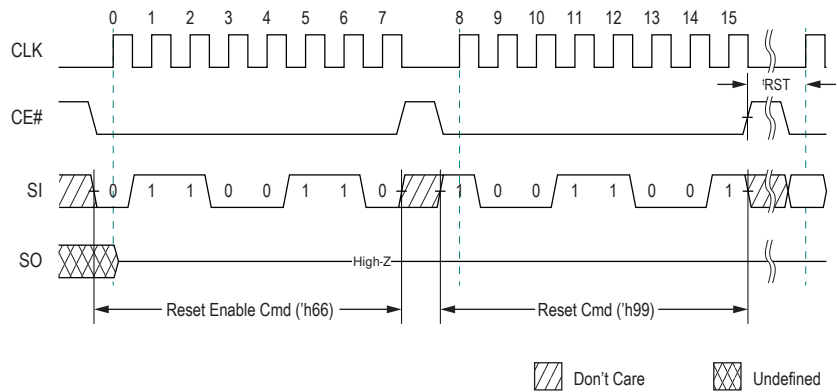 0 1 2 3 4 5 6 7 8 9 10 11 12 13 14 15
CLK
tRST
CE#
SI 0 1 1 0 0 1 1 0 1 0 0 1 1 0 0 1
SO
High-Z
Reset Enable Cmd ('h66) Reset Cmd ('h99)
Don't Care Undefined